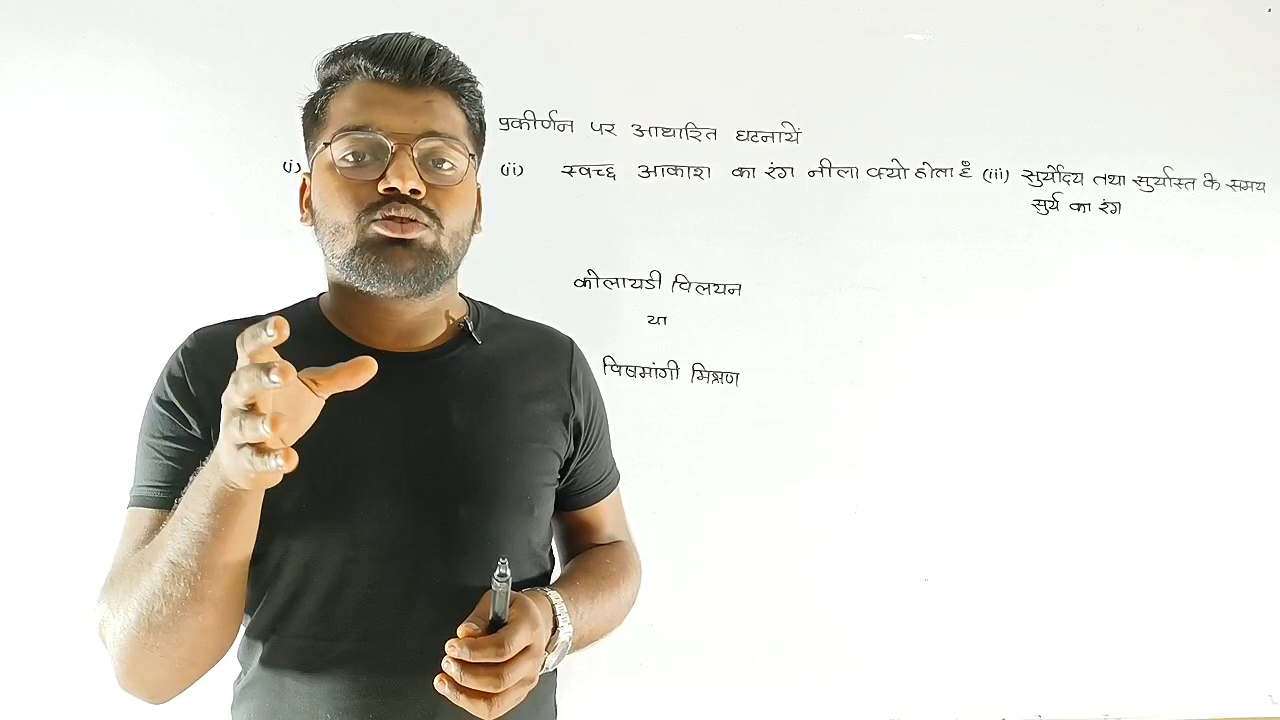 प्रकीर्णन पर आधारित घटनायें
(i) (ii) स्वच्छ आकाश का रंग नीला क्यो होता हैं (iii) सुर्योदय तथा सुर्यास्त के समय
सुर्य का रंग
कोलायडी विलयन
या
विषमांगी मिश्रण